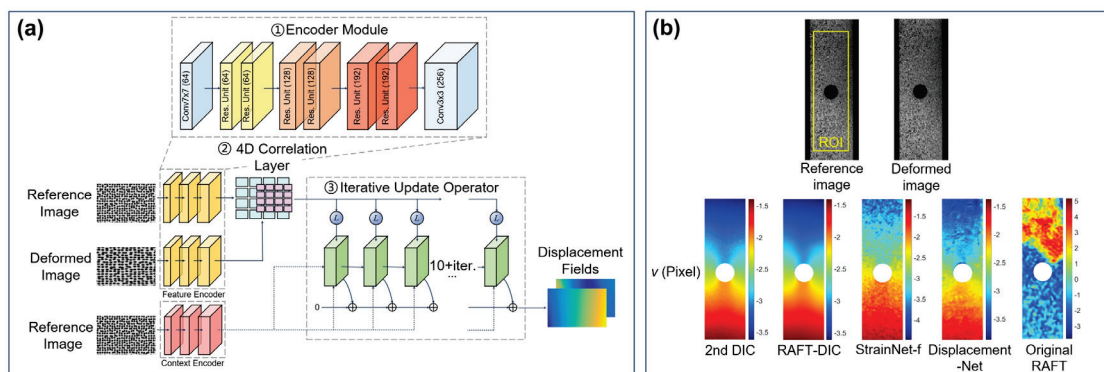 (a)
①Encoder Module
Conv7x7 (64)
Res. Unit (64)
Res. Unit (64)
Res. Unit (128)
Res. Unit (128)
Res. Unit (192)
Res. Unit (192)
Conv3x3 (256)
② 4D Correlation
Layer
③ Iterative Update Operator
Reference
Image
Deformed
Image
Feature Encoder
Reference
Image
Context Encoder
L
L
L
L
10+iter.
...
0
Displacement
Fields
(b)
ROI
Reference
image
Deformed
image
v (Pixel)
-1.5
-2
-2.5
-3
-3.5
2nd DIC
-1.5
-2
-2.5
-3
-3.5
RAFT-DIC
-1.5
-2
-2.5
-3
-3.5
-4
StrainNet-f
-1.5
-2
-2.5
-3
-3.5
Displacement
-Net
5
4
3
2
1
0
-1
-2
-3
Original
RAFT